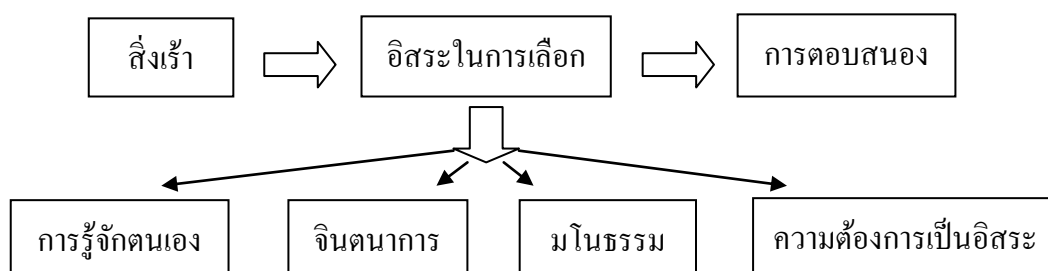 สิ่งเร้า
อิสระในการเลือก
การตอบสนอง
การรู้จักตนเอง
จินตนาการ
มโนธรรม
ความต้องการเป็นอิสระ